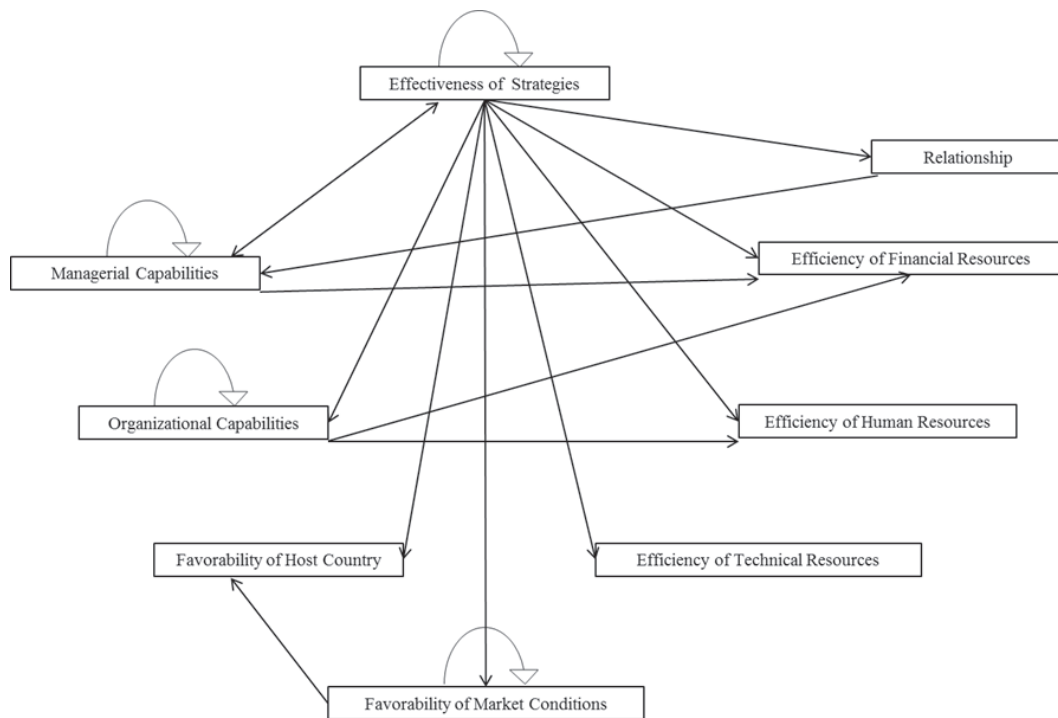 Effectiveness of Strategies
Relationship
Managerial Capabilities
Efficiency of Financial Resources
Organizational Capabilities
Efficiency of Human Resources
Favorability of Host Country
Efficiency of Technical Resources
Favorability of Market Conditions